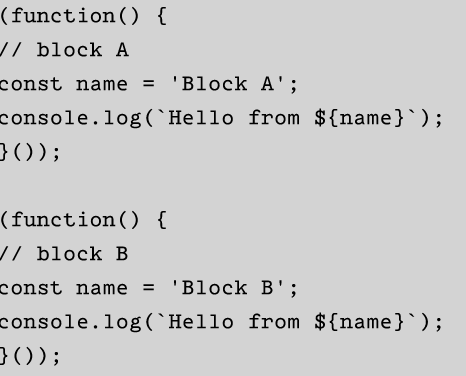 (function() {
// block A
const name = 'Block A';
console.log(`Hello from ${name}`);
}());

(function() {
// block B
const name = 'Block B';
console.log(`Hello from ${name}`);
}());